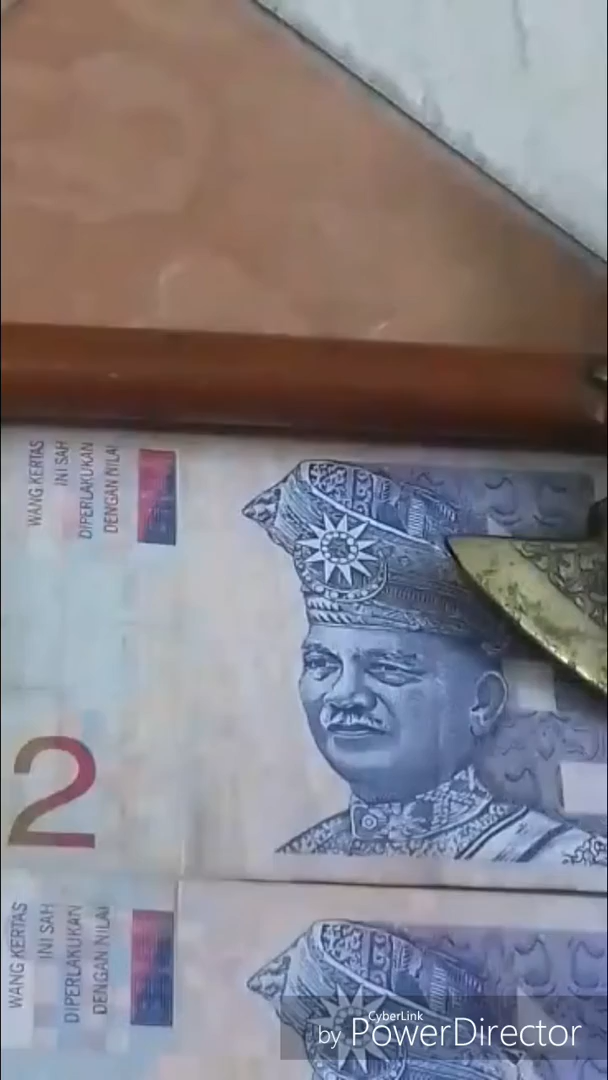 WANG KERTAS
INI SAH
DIPERLAKUKAN
DENGAN NILAI
2
WANG KERTAS
INI SAH
DIPERLAKUKAN
DENGAN NILAI
CyberLink
by PowerDirector